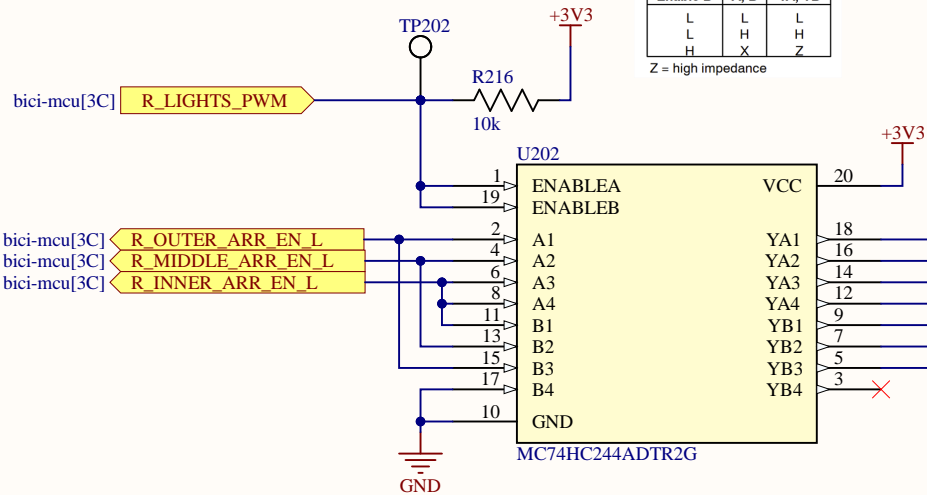 +3V3
TP202
L L L
L H H
H X Z
Z = high impedance
R216
bici-mcu[3C] R_LIGHTS_PWM
10k
+3V3
U202
1 ENABLEA VCC 20
19 ENABLEB
bici-mcu[3C] R_OUTER_ARR_EN_L 2 A1 YA1 18
bici-mcu[3C] R_MIDDLE_ARR_EN_L 4 A2 YA2 16
bici-mcu[3C] R_INNER_ARR_EN_L 6 A3 YA3 14
8 A4 YA4 12
11 B1 YB1 9
13 B2 YB2 7
15 B3 YB3 5
17 B4 YB4 3
10 GND
MC74HC244ADTR2G
GND